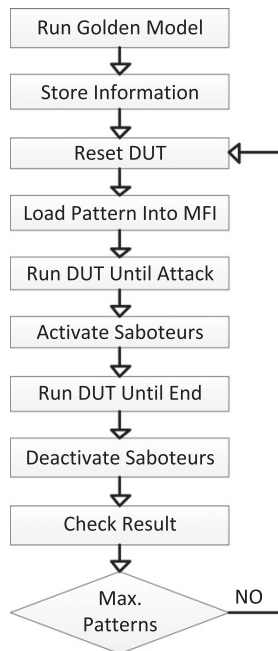 Run Golden Model
Store Information
Reset DUT
Load Pattern Into MFI
Run DUT Until Attack
Activate Saboteurs
Run DUT Until End
Deactivate Saboteurs
Check Result
Max.
NO
Patterns